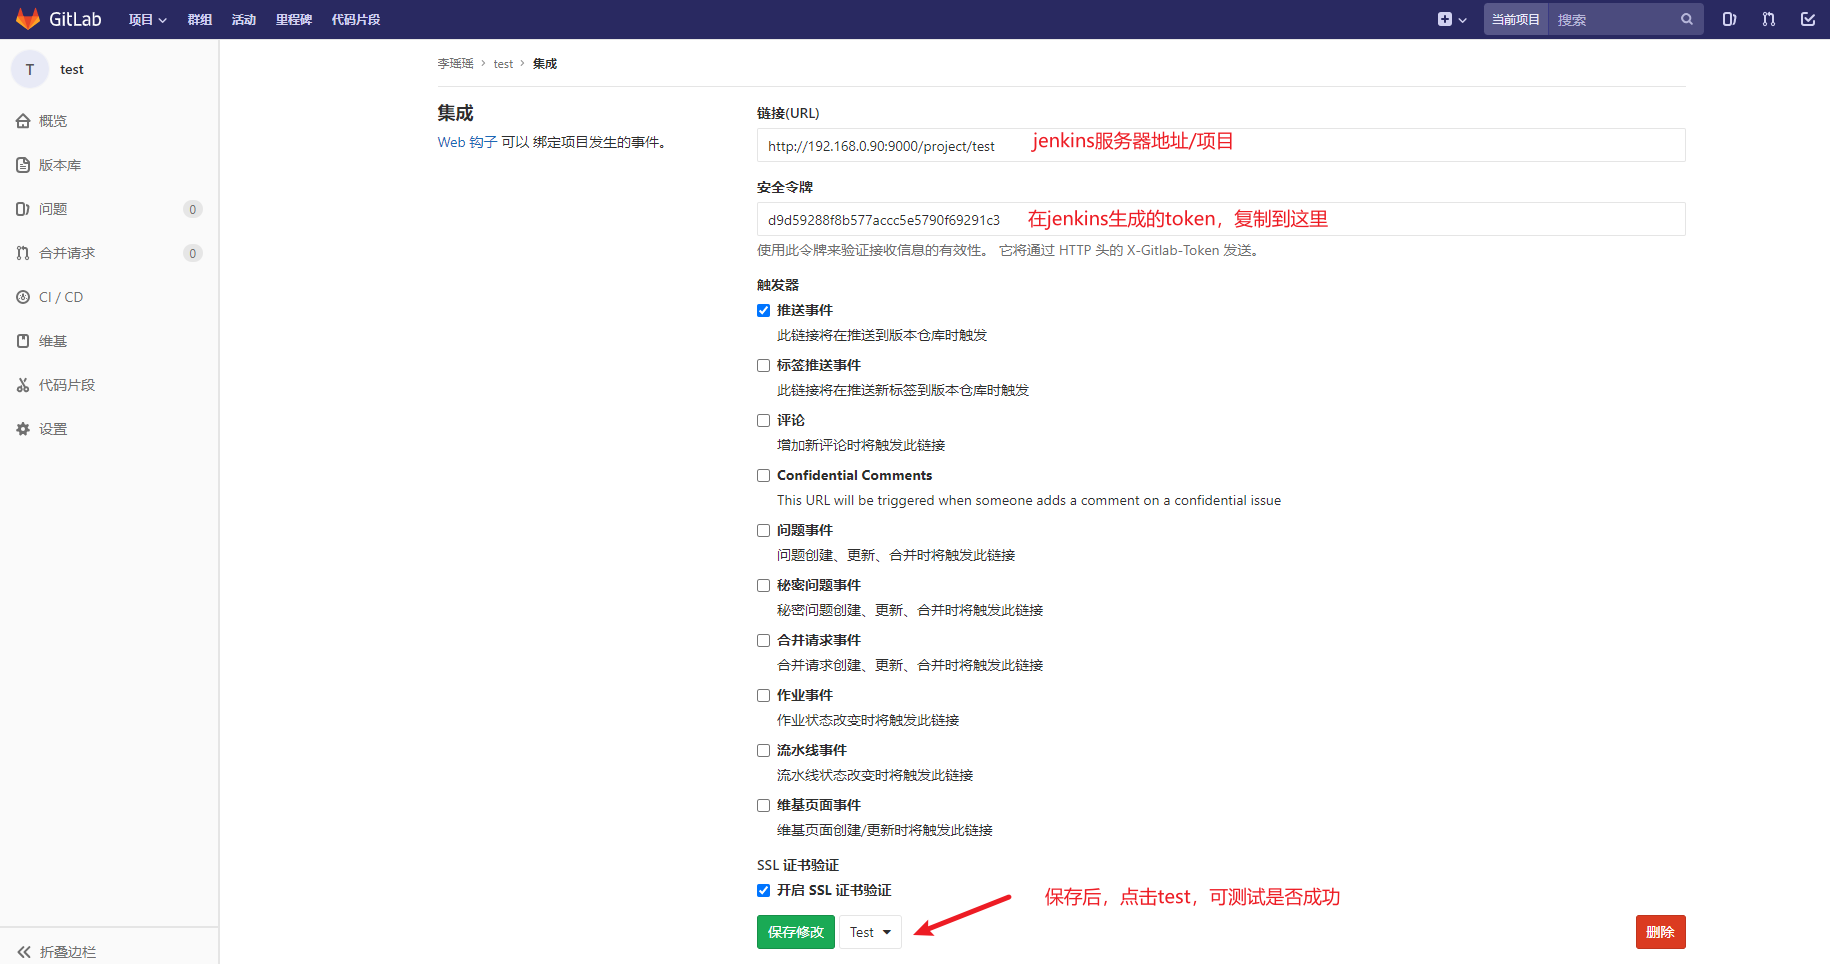 GitLab 项目 群组 活动 里程碑 代码片段 当前项目 搜索
T test
概览
版本库
问题 0
合并请求 0
CI / CD
维基
代码片段
设置
折叠边栏
李瑶瑶 › test › 集成
集成
Web 钩子 可以 绑定项目发生的事件。
链接(URL)
http://192.168.0.90:9000/project/test jenkins服务器地址/项目
安全令牌
d9d59288f8b577accc5e5790f69291c3 在jenkins生成的token，复制到这里
使用此令牌来验证接收信息的有效性。 它将通过 HTTP 头的 X-Gitlab-Token 发送。
触发器
推送事件
此链接将在推送到版本仓库时触发
标签推送事件
此链接将在推送新标签到版本仓库时触发
评论
增加新评论时将触发此链接
Confidential Comments
This URL will be triggered when someone adds a comment on a confidential issue
问题事件
问题创建、更新、合并时将触发此链接
秘密问题事件
秘密问题创建、更新、合并时将触发此链接
合并请求事件
合并请求创建、更新、合并时将触发此链接
作业事件
作业状态改变时将触发此链接
流水线事件
流水线状态改变时将触发此链接
维基页面事件
维基页面创建/更新时将触发此链接
SSL 证书验证
开启 SSL 证书验证
保存后，点击test，可测试是否成功
保存修改 Test 删除